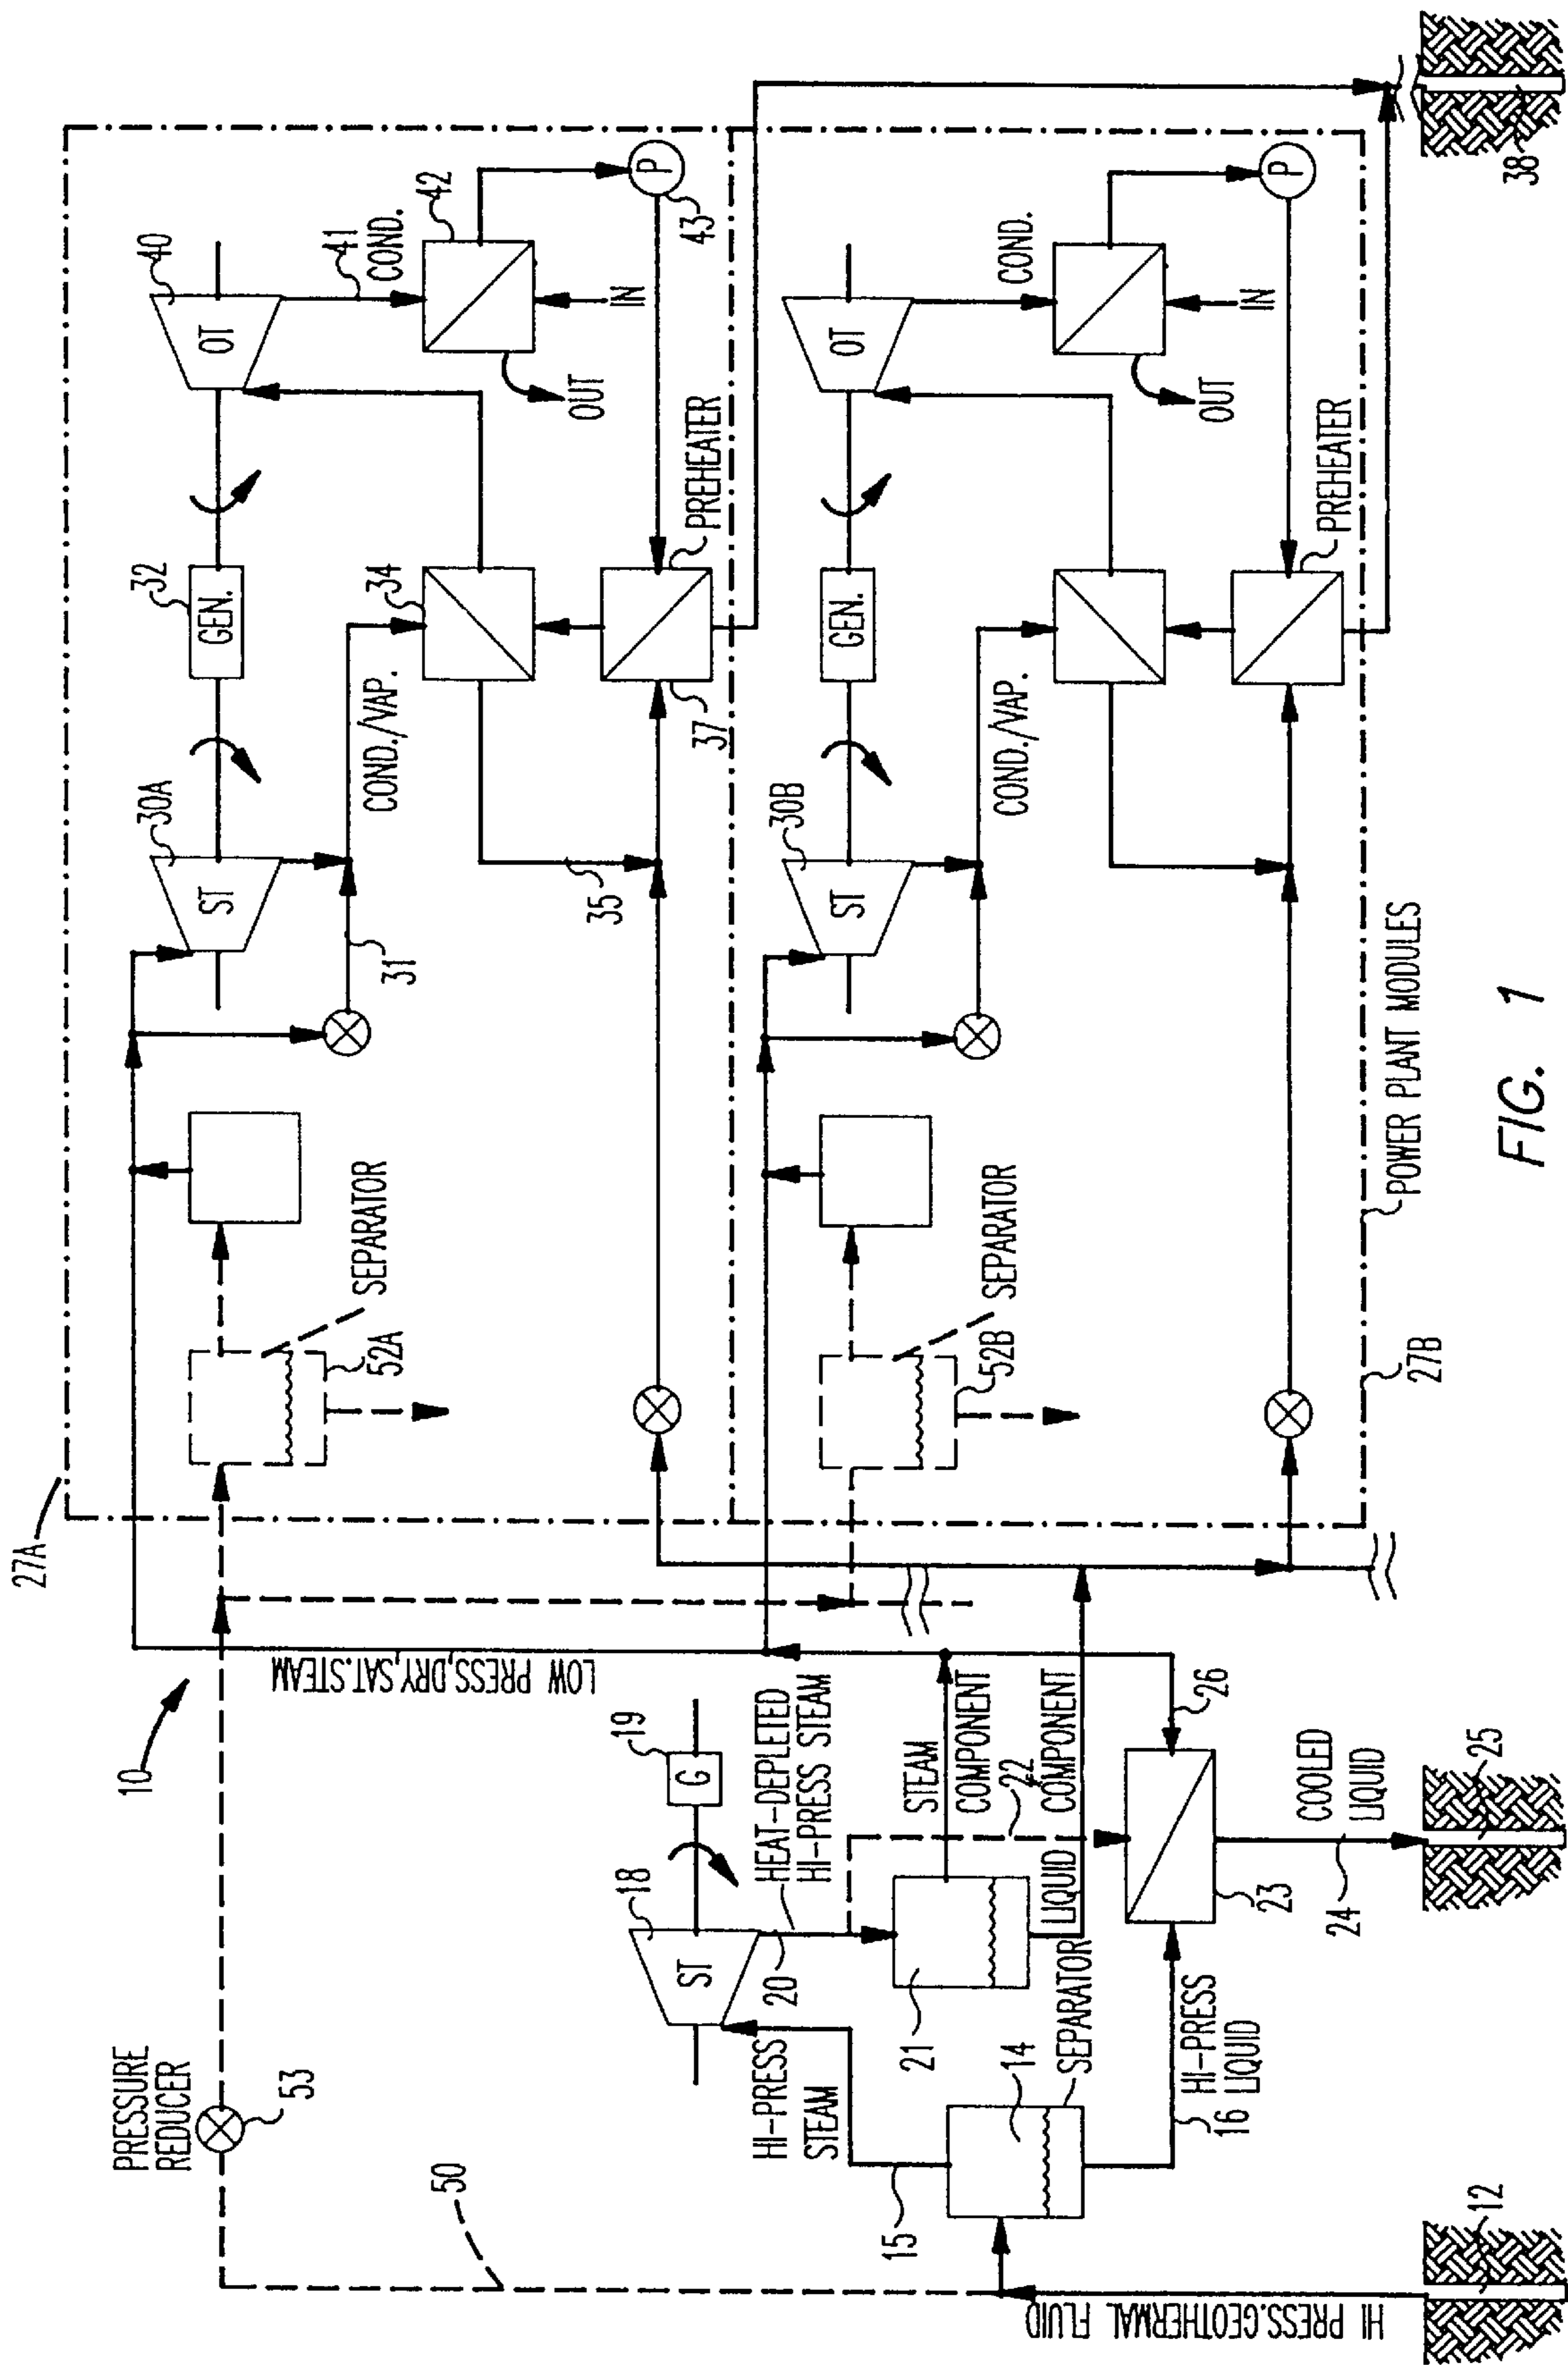 27A
10
PRESSURE
REDUCER
53
50
52A
SEPARATOR
ST
30A
31
GEN.
32
OT
40
41
COND.
42
IN
OUT
P
43
COND./VAP.
34
35
37
PREHEATER
LOW PRESS,DRY,SAT.STEAM
HI-PRESS
STEAM
15
ST
18
G
19
HEAT-DEPLETED
HI-PRESS STEAM
20
21
STEAM
COMPONENT
22
LIQUID COMPONENT
14
SEPARATOR
HI-PRESS
LIQUID
16
23
26
COOLED
LIQUID
24
25
HI PRESS.GEOTHERMAL FLUID
12
52B
SEPARATOR
ST
30B
GEN.
OT
COND./VAP.
COND.
IN
OUT
P
PREHEATER
27B
POWER PLANT MODULES
38
FIG. 1